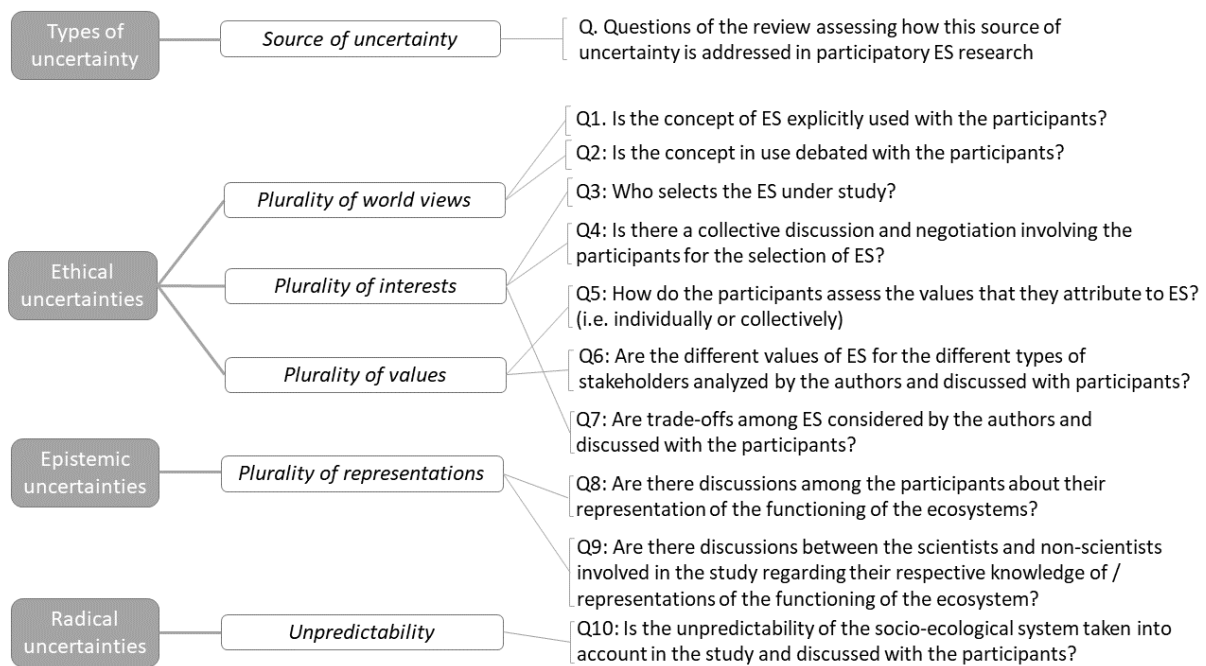 Types of
uncertainty
Source of uncertainty
Q. Questions of the review assessing how this source of
uncertainty is addressed in participatory ES research
Ethical
uncertainties
Plurality of world views
Plurality of interests
Plurality of values
Q1. Is the concept of ES explicitly used with the participants?
Q2: Is the concept in use debated with the participants?
Q3: Who selects the ES under study?
Q4: Is there a collective discussion and negotiation involving the
participants for the selection of ES?
Q5: How do the participants assess the values that they attribute to ES?
(i.e. individually or collectively)
Q6: Are the different values of ES for the different types of
stakeholders analyzed by the authors and discussed with participants?
Q7: Are trade-offs among ES considered by the authors and
discussed with the participants?
Epistemic
uncertainties
Plurality of representations
Q8: Are there discussions among the participants about their
representation of the functioning of the ecosystems?
Q9: Are there discussions between the scientists and non-scientists
involved in the study regarding their respective knowledge of /
representations of the functioning of the ecosystem?
Radical
uncertainties
Unpredictability
Q10: Is the unpredictability of the socio-ecological system taken into
account in the study and discussed with the participants?